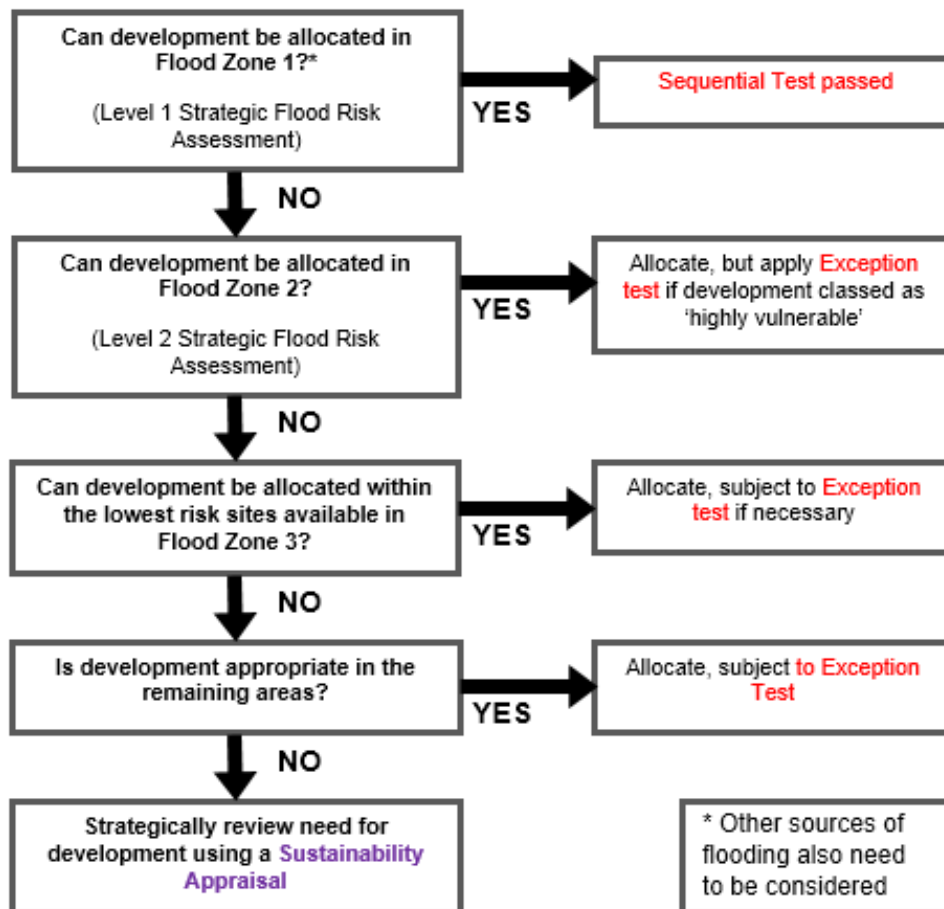 Can development be allocated in
Flood Zone 1?*
(Level 1 Strategic Flood Risk
Assessment)
YES
Sequential Test passed
NO
Can development be allocated in
Flood Zone 2?
(Level 2 Strategic Flood Risk
Assessment)
YES
Allocate, but apply Exception
test if development classed as
‘highly vulnerable’
NO
Can development be allocated within
the lowest risk sites available in
Flood Zone 3?
YES
Allocate, subject to Exception
test if necessary
NO
Is development appropriate in the
remaining areas?
YES
Allocate, subject to Exception
Test
NO
Strategically review need for
development using a Sustainability
Appraisal
* Other sources of
flooding also need
to be considered